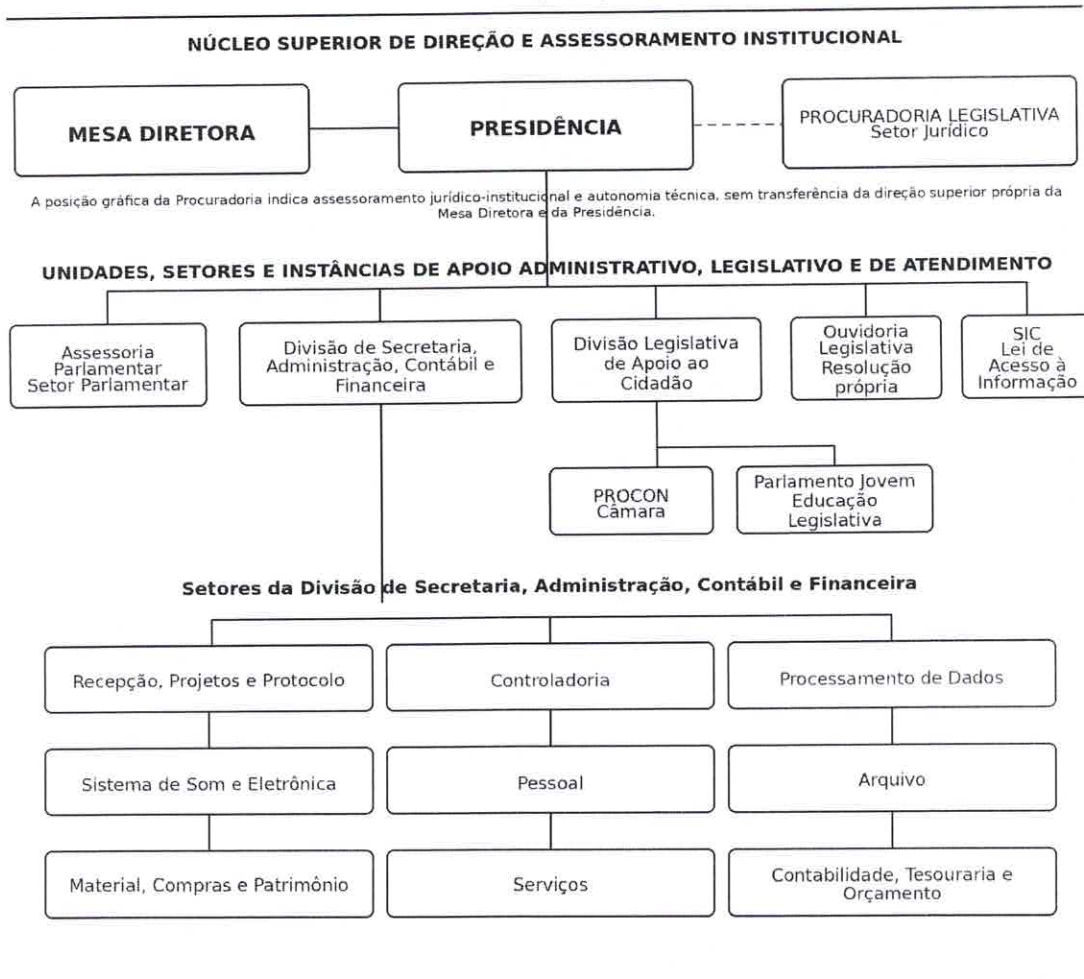 NÚCLEO SUPERIOR DE DIREÇÃO E ASSESSORAMENTO INSTITUCIONAL
MESA DIRETORA
PRESIDÊNCIA
PROCURADORIA LEGISLATIVA
Setor Jurídico
A posição gráfica da Procuradoria indica assessoramento jurídico-institucional e autonomia técnica, sem transferência da direção superior própria da
Mesa Diretora e da Presidência.
UNIDADES, SETORES E INSTÂNCIAS DE APOIO ADMINISTRATIVO, LEGISLATIVO E DE ATENDIMENTO
Assessoria
Parlamentar
Setor Parlamentar
Divisão de Secretaria,
Administração, Contábil e
Financeira
Divisão Legislativa
de Apoio ao
Cidadão
Ouvidoria
Legislativa
Resolução
própria
SIC
Lei de
Acesso à
Informação
PROCON
Câmara
Parlamento Jovem
Educação
Legislativa
Setores da Divisão de Secretaria, Administração, Contábil e Financeira
Recepção, Projetos e Protocolo
Controladoria
Processamento de Dados
Sistema de Som e Eletrônica
Pessoal
Arquivo
Material, Compras e Patrimônio
Serviços
Contabilidade, Tesouraria e
Orçamento